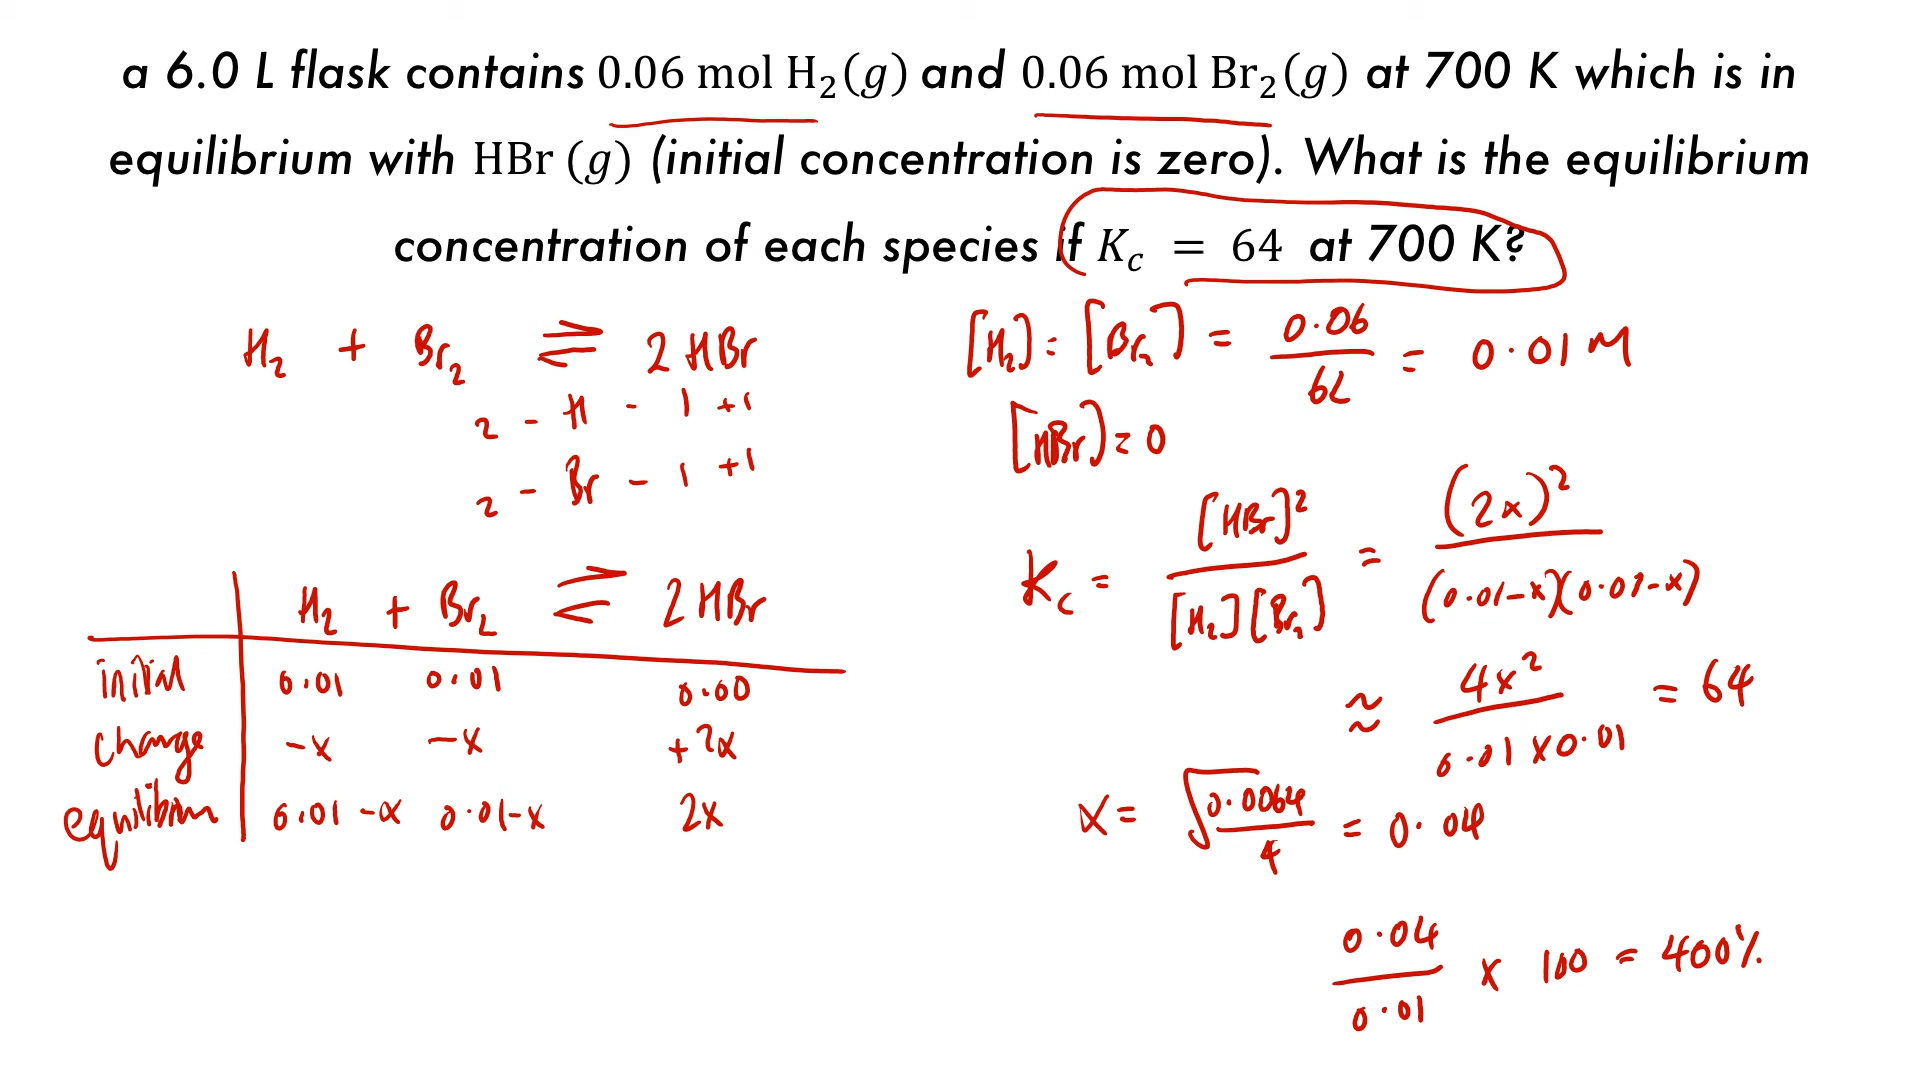 a 6.0 L flask contains 0.06 mol H₂(g) and 0.06 mol Br₂(g) at 700 K which is in
equilibrium with HBr (g) (initial concentration is zero). What is the equilibrium
concentration of each species if K_c = 64 at 700 K?
H₂ + Br₂ ⇌ 2 HBr
2 - H - 1 +1
2 - Br - 1 +1
H₂ + Br₂ ⇌ 2 HBr
initial 0.01 0.01 0.00
change -x -x +2x
equilibrium 0.01 - x 0.01 - x 2x
[H₂] = [Br₂] = 0.06 / 6L = 0.01 M
[HBr] = 0
K_c = [HBr]² / [H₂][Br₂] = (2x)² / (0.01-x)(0.01-x)
≈ 4x² / 0.01 x 0.01 = 64
x = √0.0064 / 4 = 0.04
0.04 / 0.01 x 100 = 400%